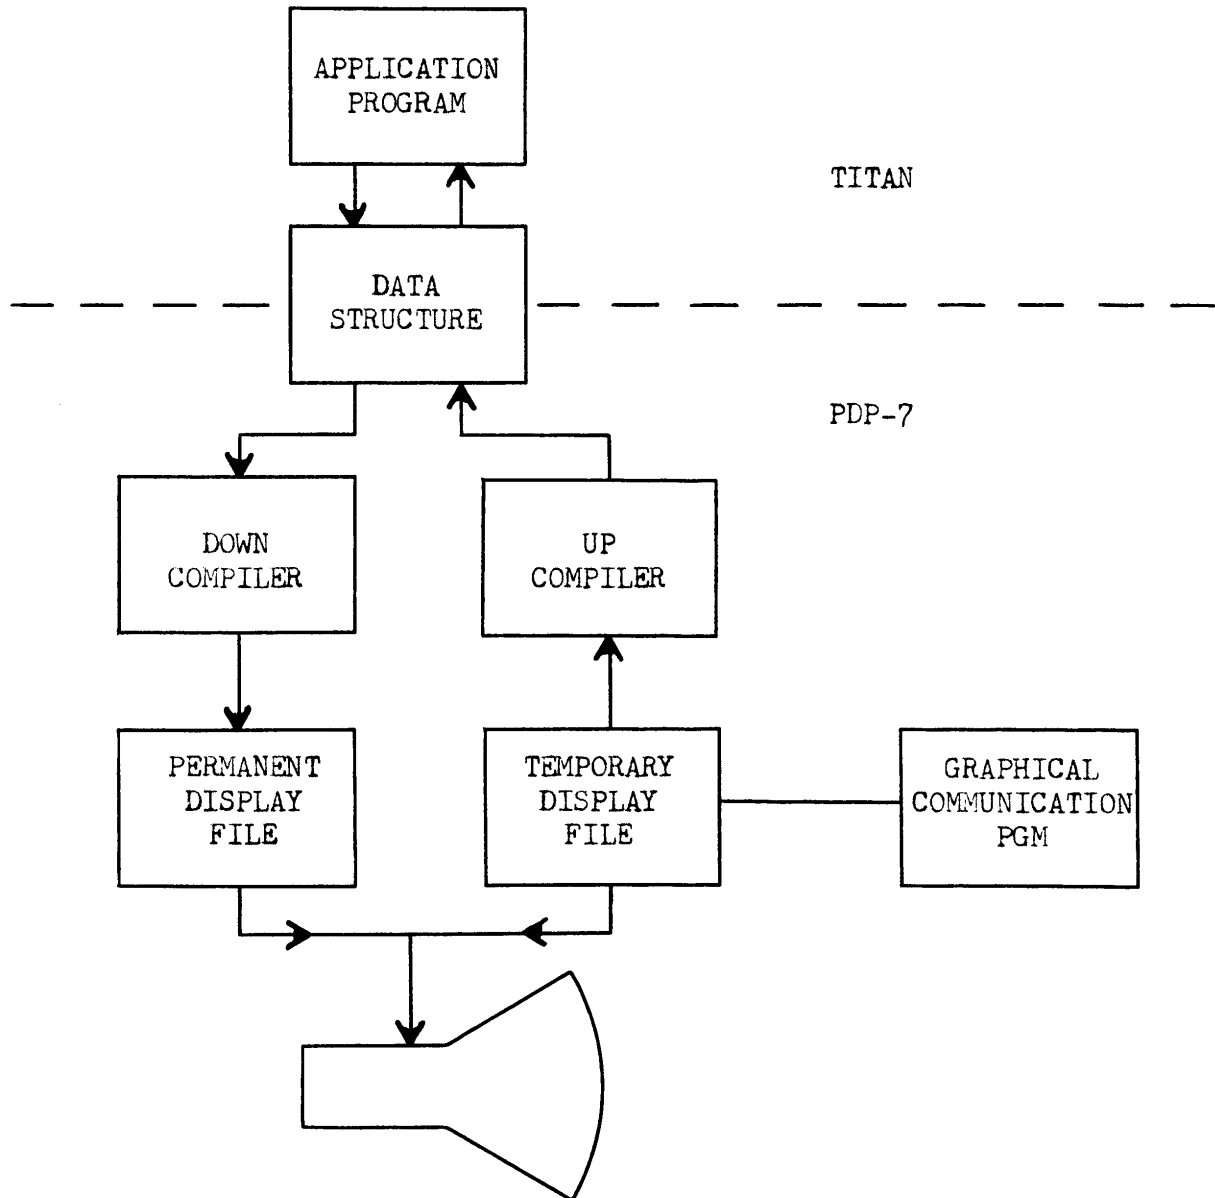 APPLICATION
PROGRAM
TITAN
DATA
STRUCTURE
PDP-7
DOWN
COMPILER
UP
COMPILER
PERMANENT
DISPLAY
FILE
TEMPORARY
DISPLAY
FILE
GRAPHICAL
COMMUNICATION
PGM